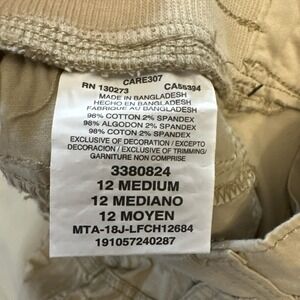 CARE307
RN 130273 CA55394
MADE IN BANGLADESH
HECHO EN BANGLADESH
FABRIQUÉ AU BANGLADESH
98% COTTON 2% SPANDEX
98% ALGODON 2% SPANDEX
98% COTON 2% SPANDEX
EXCLUSIVE OF DECORATION / EXCEPTO
DECORACION / EXCLUSIVE OF TRIMMING/
GARNITURE NON COMPRISE
3380824
12 MEDIUM
12 MEDIANO
12 MOYEN
MTA-18J-LFCH12684
191057240287